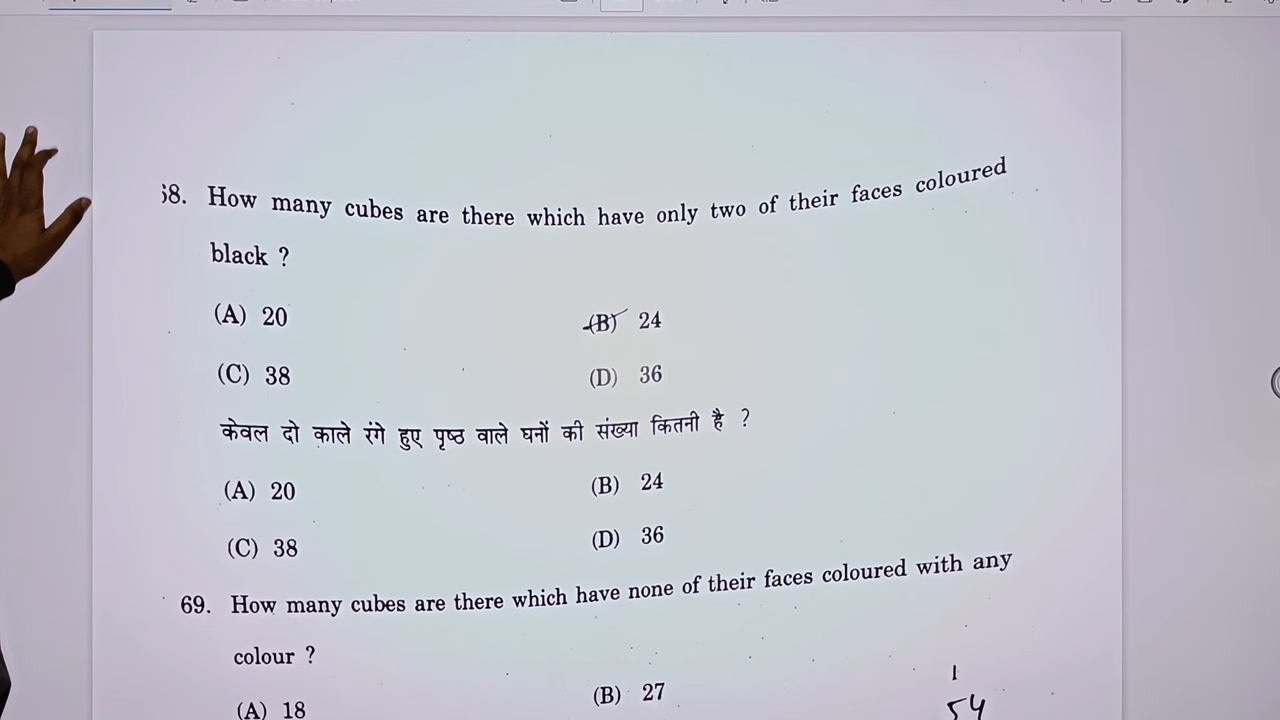 68. How many cubes are there which have only two of their faces coloured
black ?
(A) 20 (B) 24
(C) 38 (D) 36
केवल दो काले रंगे हुए पृष्ठ वाले घनों की संख्या कितनी है ?
(A) 20 (B) 24
(C) 38 (D) 36
69. How many cubes are there which have none of their faces coloured with any
colour ?
(A) 18 (B) 27
1
54